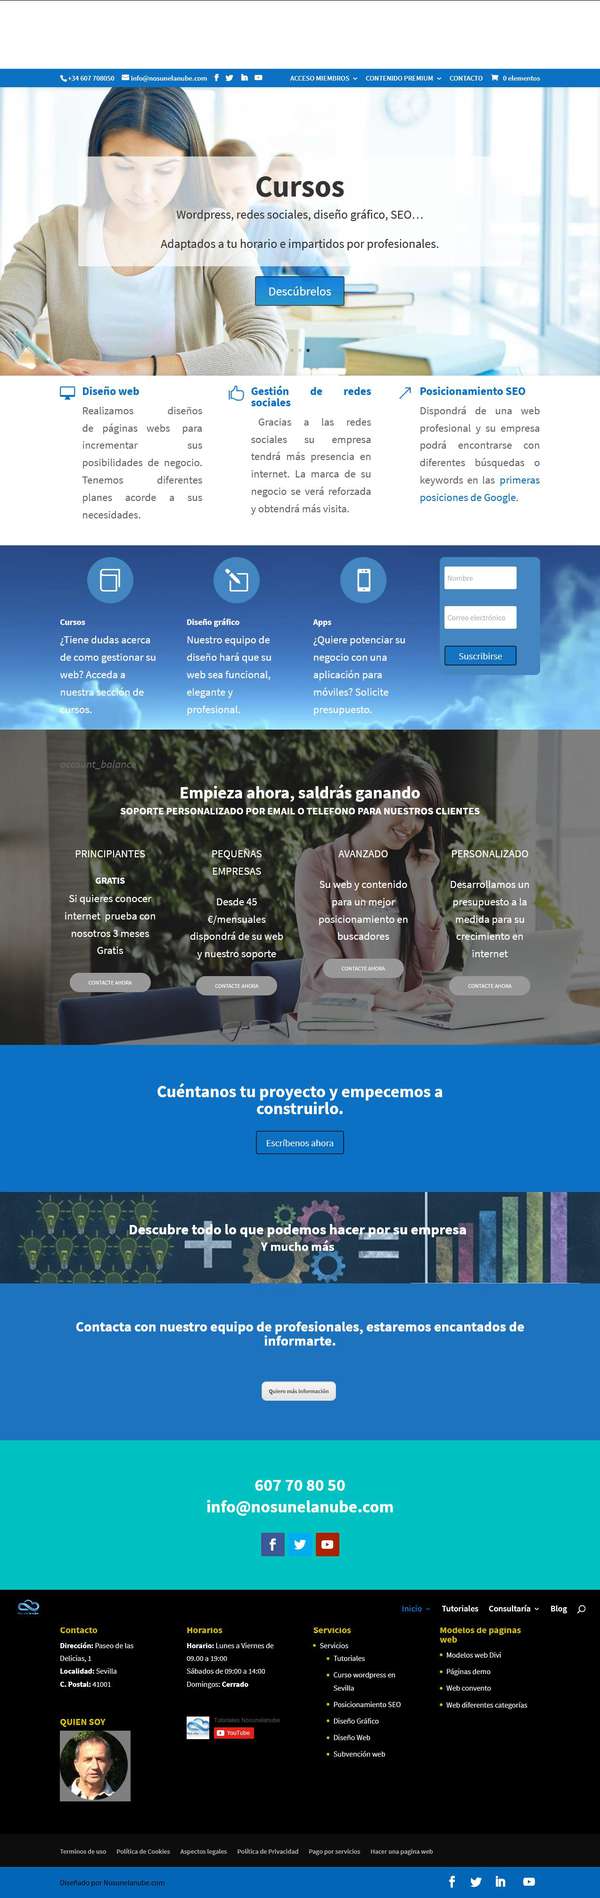 +34 607 708050 info@nosunelanube.com ACCESO MIEMBROS CONTENIDO PREMIUM CONTACTO 0 elementos
Cursos
Wordpress, redes sociales, diseño gráfico, SEO…
Adaptados a tu horario e impartidos por profesionales.
Descúbrelos
Diseño web
Realizamos diseños
de páginas webs para
incrementar sus
posibilidades de negocio.
Tenemos diferentes
planes acorde a sus
necesidades.
Gestión de redes
sociales
Gracias a las redes
sociales su empresa
tendrá más presencia en
internet. La marca de su
negocio se verá reforzada
y obtendrá más visita.
Posicionamiento SEO
Dispondrá de una web
profesional y su empresa
podrá encontrarse con
diferentes búsquedas o
keywords en las primeras
posiciones de Google.
Cursos
¿Tiene dudas acerca
de como gestionar su
web? Acceda a
nuestra sección de
cursos.
Diseño gráfico
Nuestro equipo de
diseño hará que su
web sea funcional,
elegante y
profesional.
Apps
¿Quiere potenciar su
negocio con una
aplicación para
móviles? Solicite
presupuesto.
Nombre
Correo electrónico
Suscribirse
account_balance
Empieza ahora, saldrás ganando
SOPORTE PERSONALIZADO POR EMAIL O TELEFONO PARA NUESTROS CLIENTES
PRINCIPIANTES
GRATIS
Si quieres conocer
internet prueba con
nosotros 3 meses
Gratis
CONTACTE AHORA
PEQUEÑAS
EMPRESAS
Desde 45
€/mensuales
dispondrá de su web
y nuestro soporte
CONTACTE AHORA
AVANZADO
Su web y contenido
para un mejor
posicionamiento en
buscadores
CONTACTE AHORA
PERSONALIZADO
Desarrollamos un
presupuesto a la
medida para su
crecimiento en
internet
CONTACTE AHORA
Cuéntanos tu proyecto y empecemos a
construirlo.
Escríbenos ahora
Descubre todo lo que podemos hacer por su empresa
Y mucho más
Contacta con nuestro equipo de profesionales, estaremos encantados de
informarte.
Quiero más información
607 70 80 50
info@nosunelanube.com
Inicio Tutoriales Consultaría Blog
Contacto
Dirección: Paseo de las
Delicias, 1
Localidad: Sevilla
C. Postal: 41001
QUIEN SOY
Horarios
Horario: Lunes a Viernes de
09.00 a 19:00
Sábados de 09:00 a 14:00
Domingos: Cerrado
Tutoriales Nosunelanube
YouTube
Servicios
Servicios
Tutoriales
Curso wordpress en
Sevilla
Posicionamiento SEO
Diseño Gráfico
Diseño Web
Subvención web
Modelos de paginas
web
Modelos web Divi
Páginas demo
Web convento
Web diferentes categorías
Terminos de uso Política de Cookies Aspectos legales Política de Privacidad Pago por servicios Hacer una pagina web
Diseñado por Nosunelanube.com